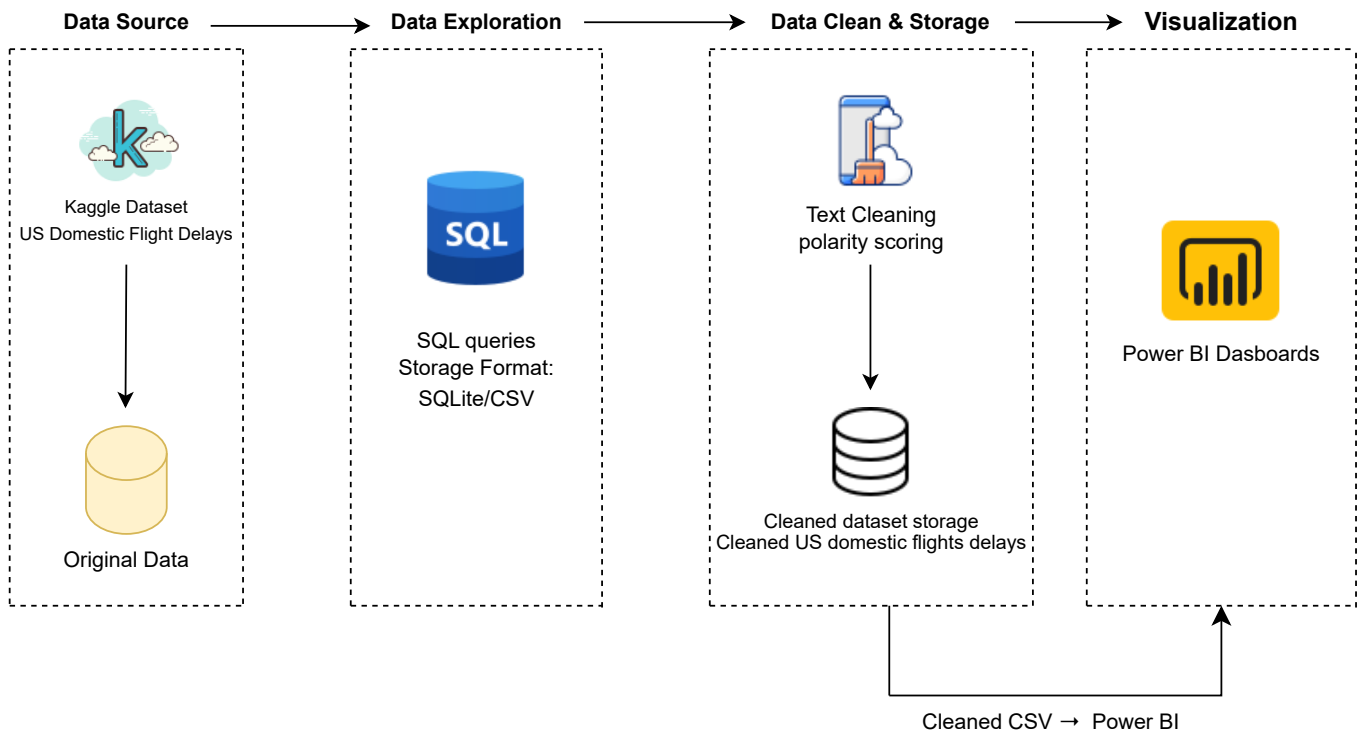 Data Source
Data Exploration
Data Clean & Storage
Visualization
k
Kaggle Dataset
US Domestic Flight Delays
Original Data
SQL
SQL queries
Storage Format:
SQLite/CSV
Text Cleaning
polarity scoring
Cleaned dataset storage
Cleaned US domestic flights delays
Power BI Dasboards
Cleaned CSV → Power BI